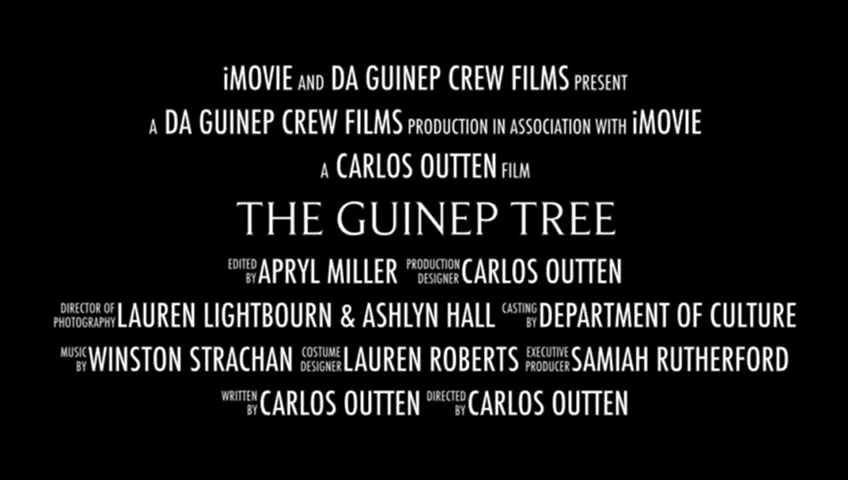 iMOVIE AND DA GUINEP CREW FILMS PRESENT
A DA GUINEP CREW FILMS PRODUCTION IN ASSOCIATION WITH iMOVIE
A CARLOS OUTTEN FILM
THE GUINEP TREE
EDITED BY APRYL MILLER PRODUCTION DESIGNER CARLOS OUTTEN
DIRECTOR OF PHOTOGRAPHY LAUREN LIGHTBOURN & ASHLYN HALL CASTING BY DEPARTMENT OF CULTURE
MUSIC BY WINSTON STRACHAN COSTUME DESIGNER LAUREN ROBERTS EXECUTIVE PRODUCER SAMIAH RUTHERFORD
WRITTEN BY CARLOS OUTTEN DIRECTED BY CARLOS OUTTEN